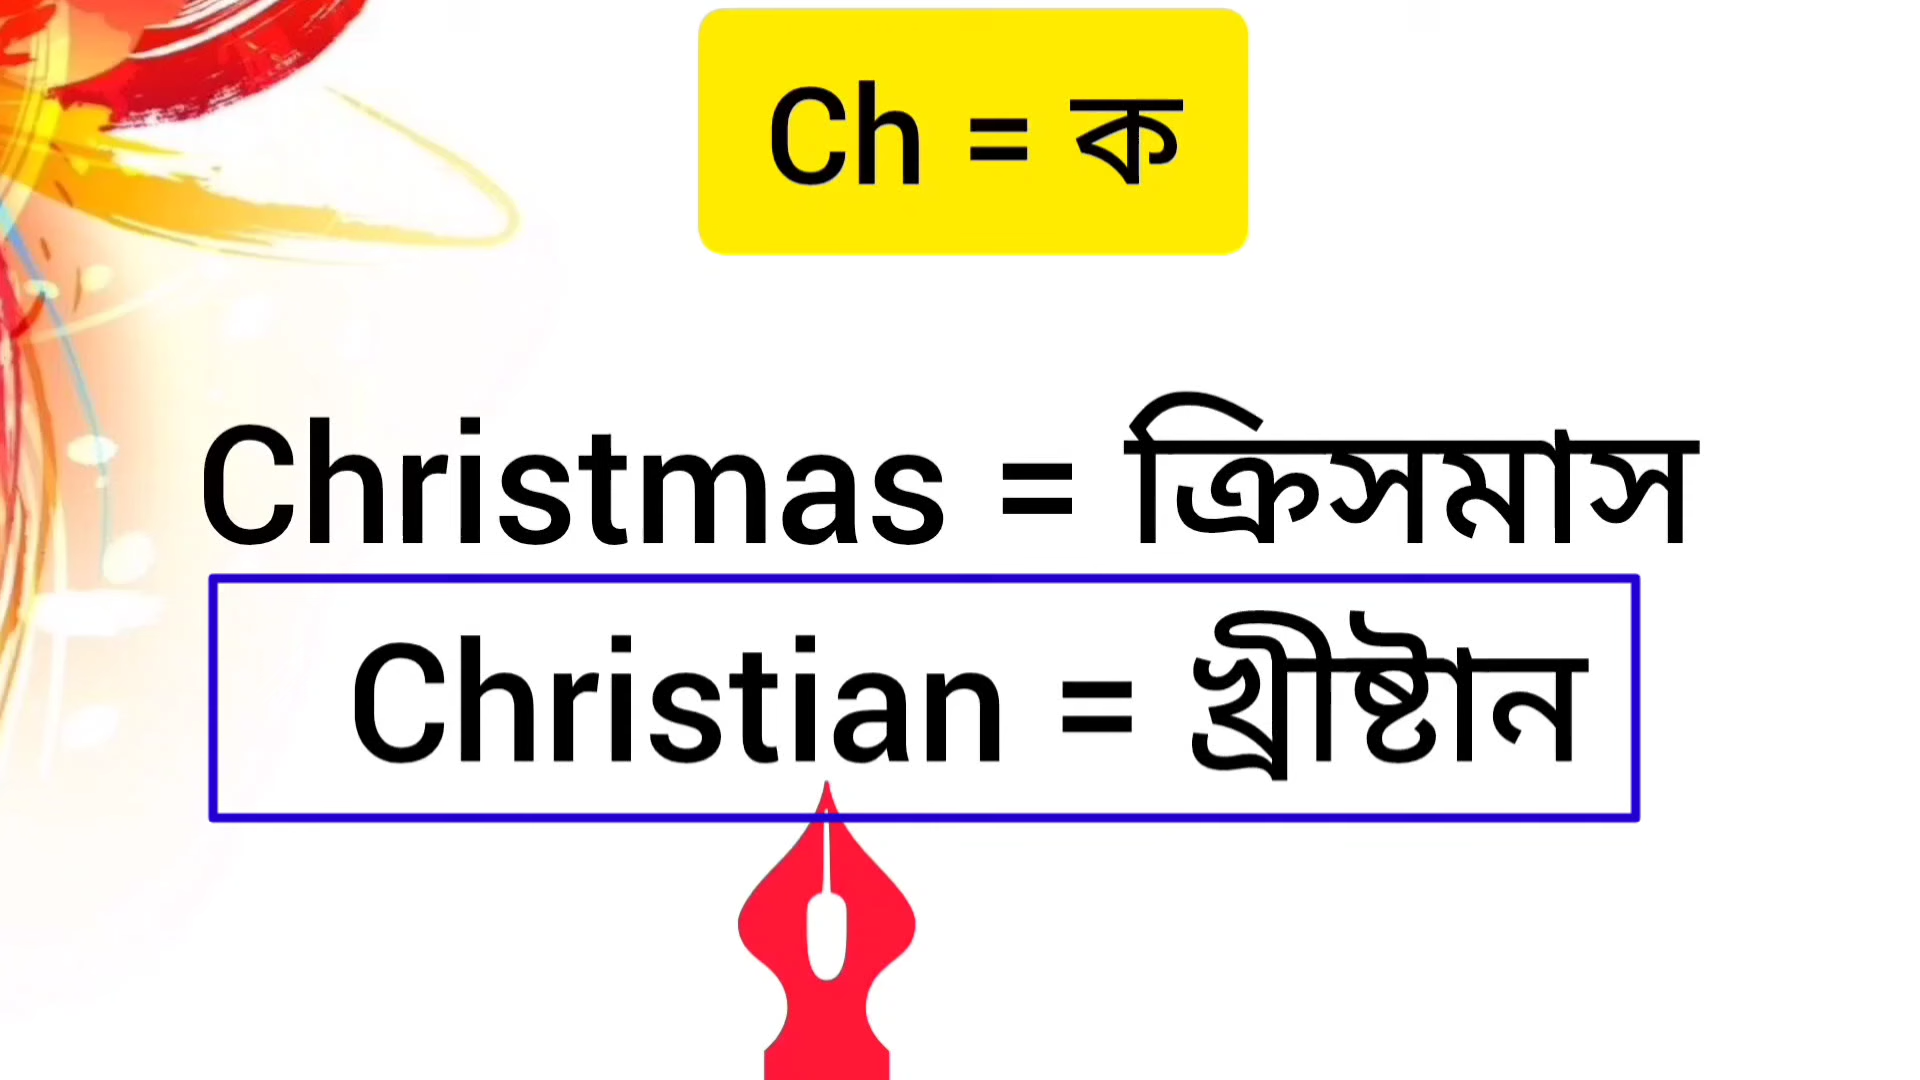 Ch = ক
Christmas = ক্রিসমাস
Christian = খ্রীষ্টান